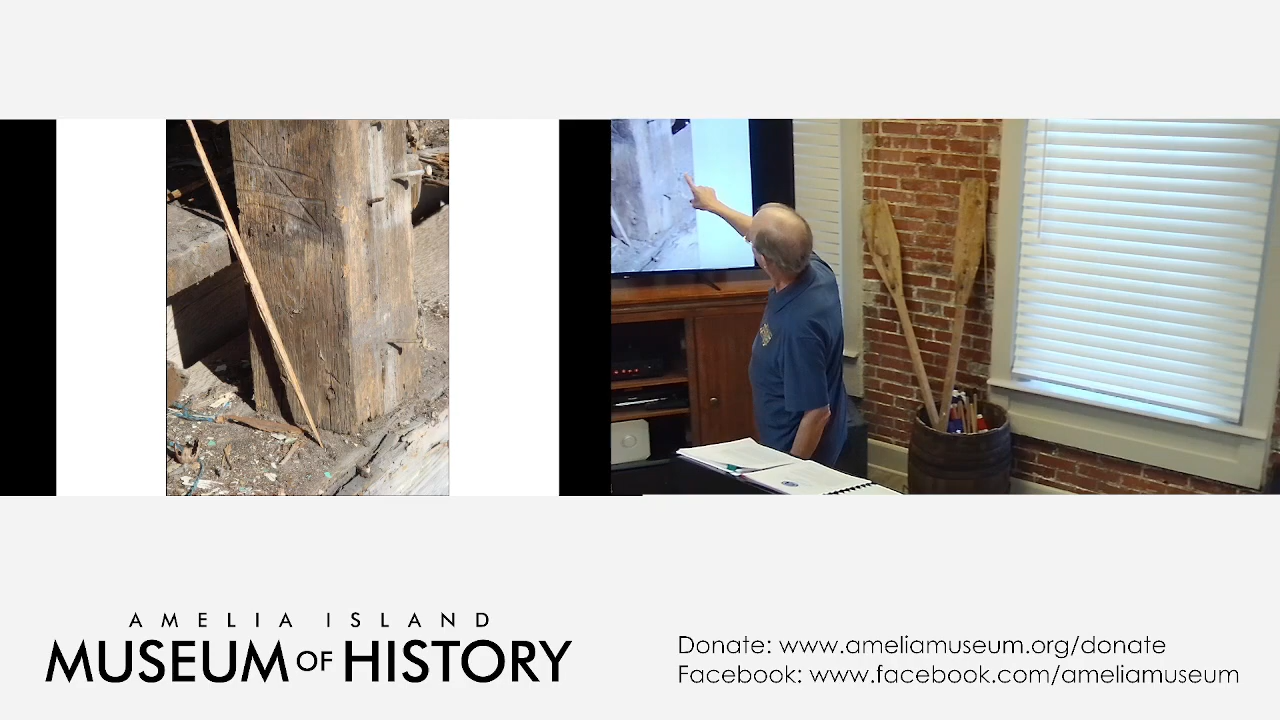 AMELIA ISLAND
MUSEUM OF HISTORY
Donate: www.ameliamuseum.org/donate
Facebook: www.facebook.com/ameliamuseum